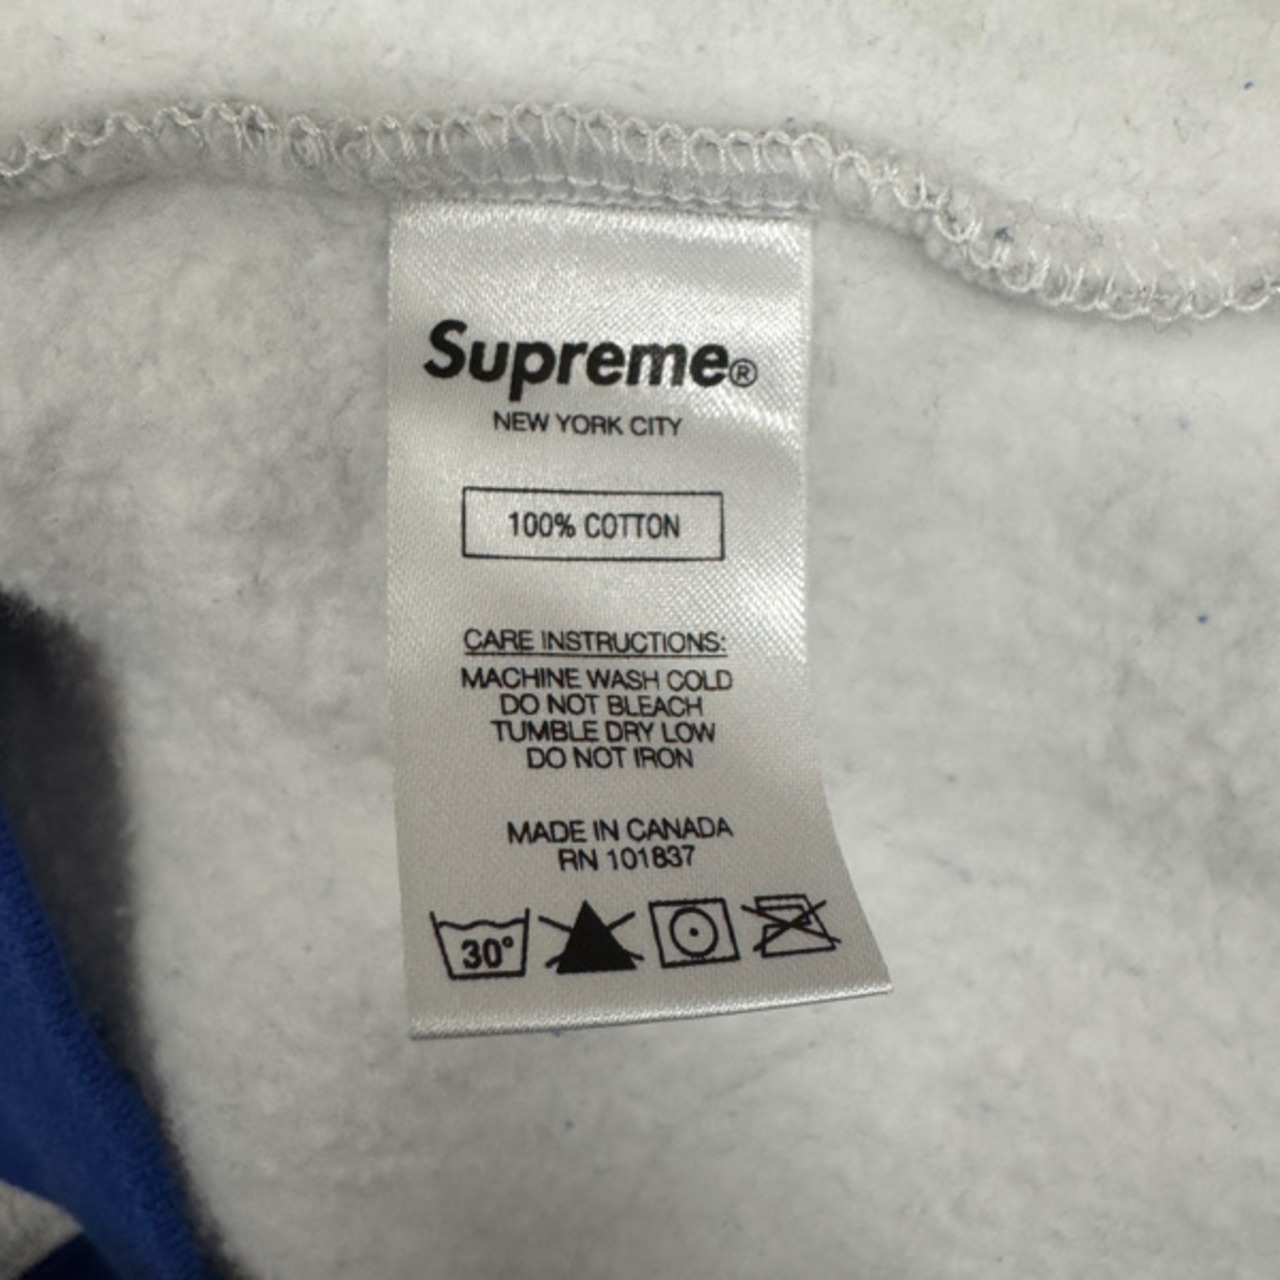 Supreme®
NEW YORK CITY
100% COTTON
CARE INSTRUCTIONS:
MACHINE WASH COLD
DO NOT BLEACH
TUMBLE DRY LOW
DO NOT IRON
MADE IN CANADA
RN 101837
30°